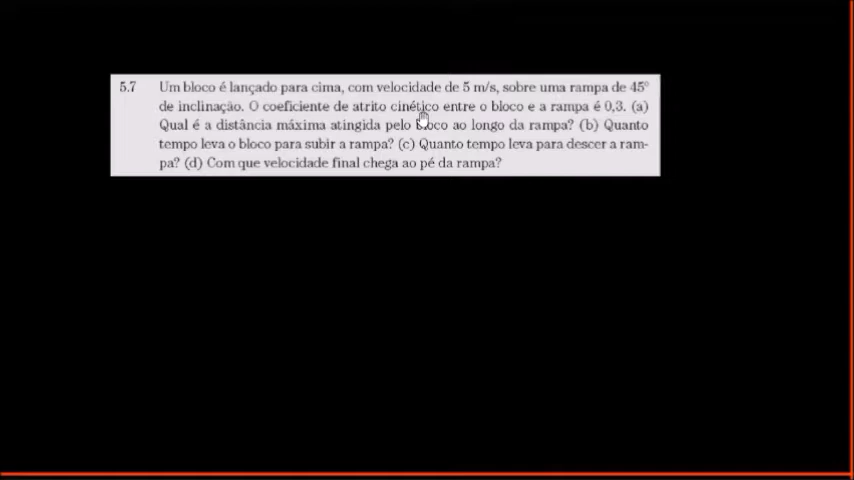 5.7 Um bloco é lançado para cima, com velocidade de 5 m/s, sobre uma rampa de 45°
de inclinação. O coeficiente de atrito cinético entre o bloco e a rampa é 0,3. (a)
Qual é a distância máxima atingida pelo bloco ao longo da rampa? (b) Quanto
tempo leva o bloco para subir a rampa? (c) Quanto tempo leva para descer a ram-
pa? (d) Com que velocidade final chega ao pé da rampa?